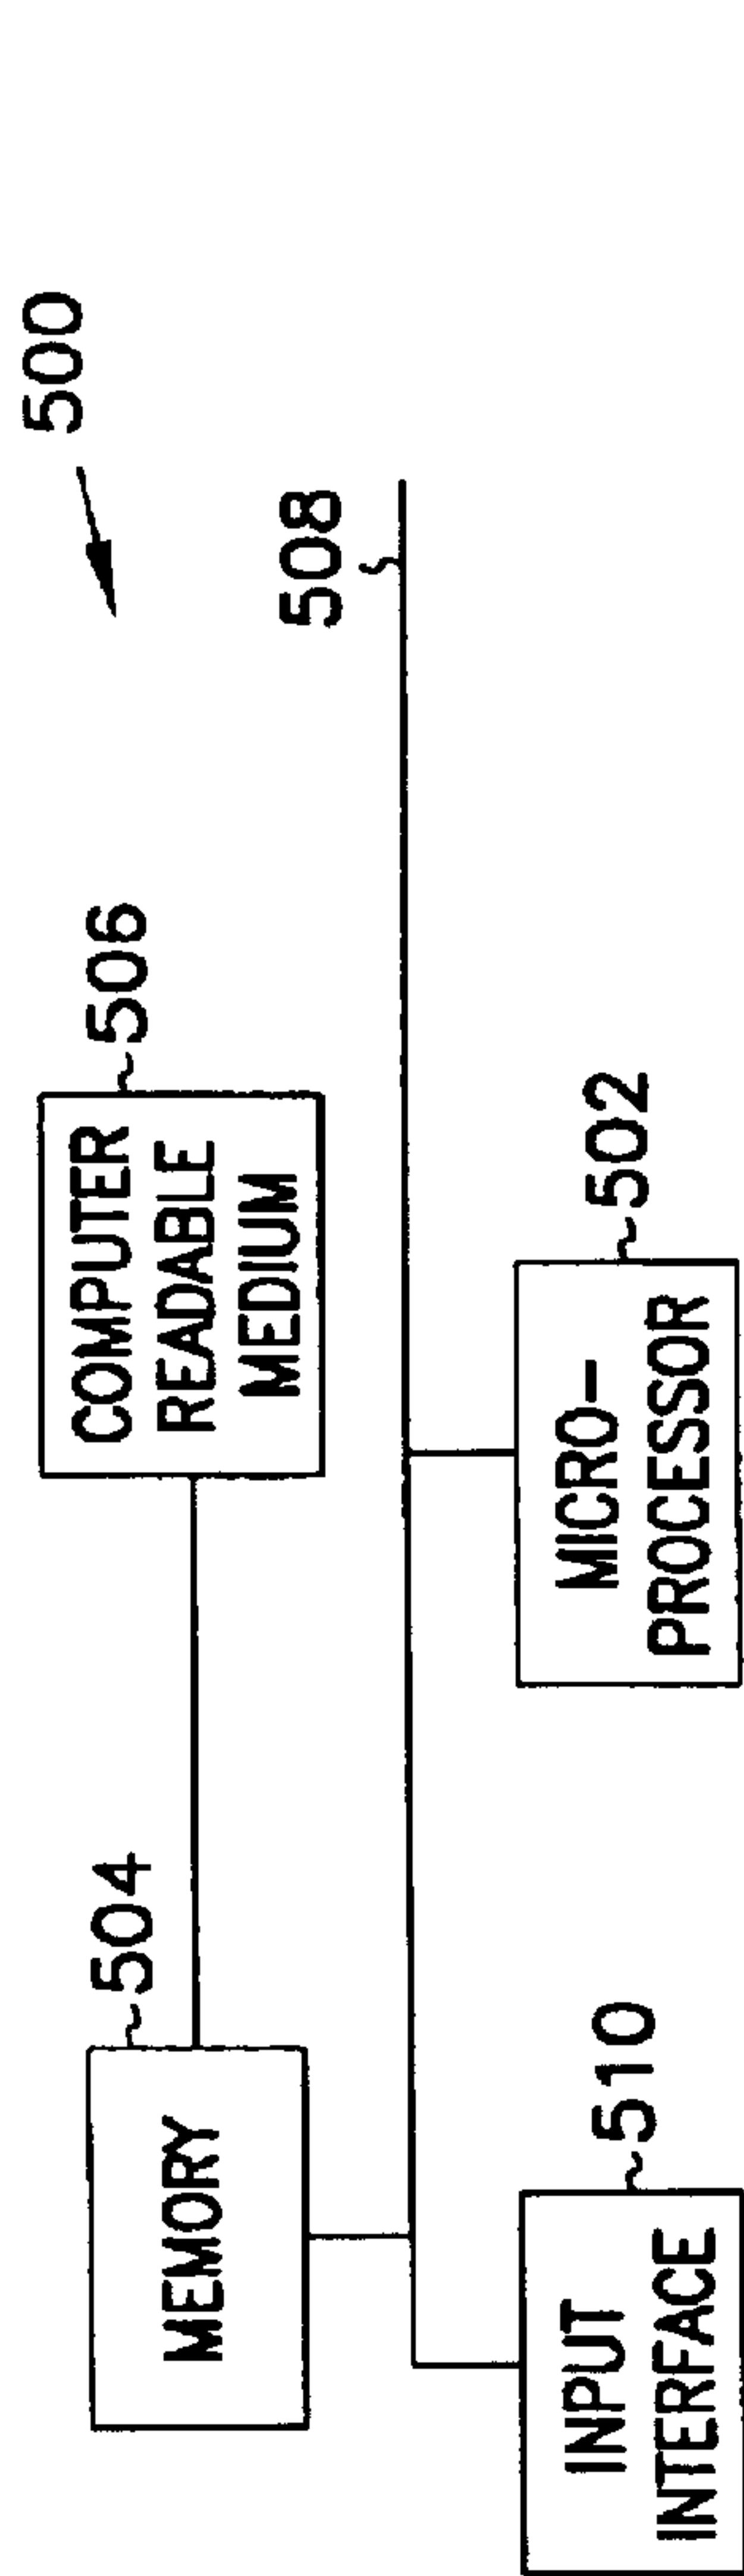 500
504
506
MEMORY
COMPUTER
READABLE
MEDIUM
508
510
502
INPUT
INTERFACE
MICRO-
PROCESSOR